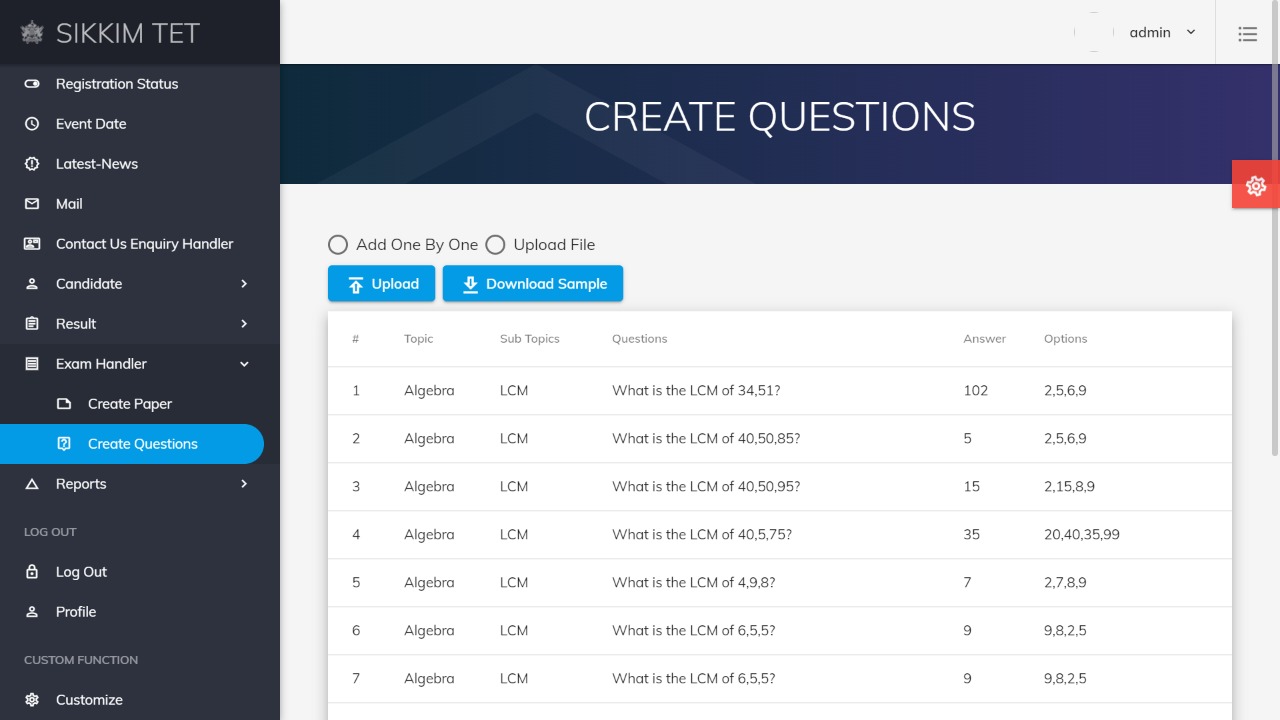 SIKKIM TET
admin
Registration Status
Event Date
Latest-News
Mail
Contact Us Enquiry Handler
Candidate
Result
Exam Handler
Create Paper
Create Questions
Reports
LOG OUT
Log Out
Profile
CUSTOM FUNCTION
Customize
CREATE QUESTIONS
Add One By One Upload File
Upload Download Sample
# Topic Sub Topics Questions Answer Options
1 Algebra LCM What is the LCM of 34,51? 102 2,5,6,9
2 Algebra LCM What is the LCM of 40,50,85? 5 2,5,6,9
3 Algebra LCM What is the LCM of 40,50,95? 15 2,15,8,9
4 Algebra LCM What is the LCM of 40,5,75? 35 20,40,35,99
5 Algebra LCM What is the LCM of 4,9,8? 7 2,7,8,9
6 Algebra LCM What is the LCM of 6,5,5? 9 9,8,2,5
7 Algebra LCM What is the LCM of 6,5,5? 9 9,8,2,5